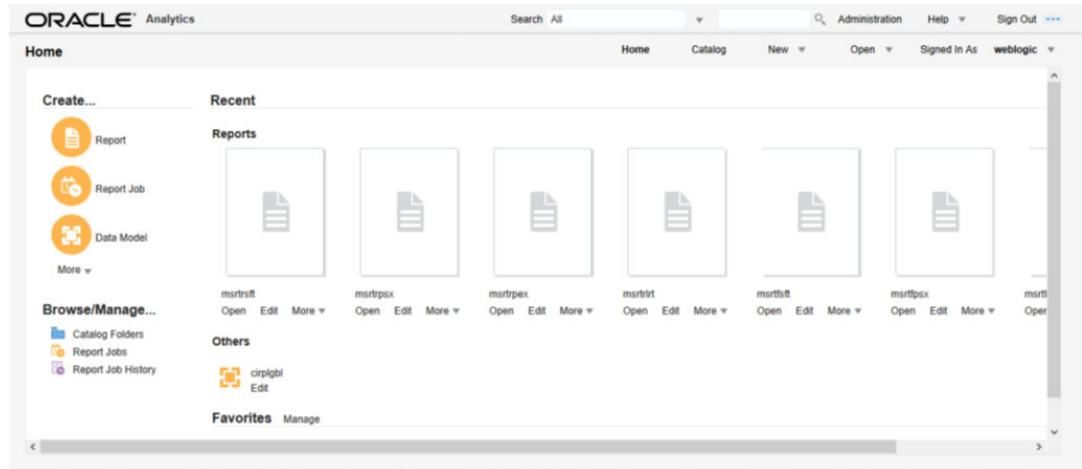 ORACLE Analytics Search All Administration Help Sign Out
Home Home Catalog New Open Signed In As weblogic
Create... Recent
Reports
Report
Report Job
Data Model
More
msrtrsft msrtrpsx msrtrpex msrtrirt msrtfsft msrtfpsx msrtf
Open Edit More Open Edit More Open Edit More Open Edit More Open Edit More Open Edit More Open
Browse/Manage...
Catalog Folders
Report Jobs
Report Job History
Others
cirplgbl
Edit
Favorites Manage